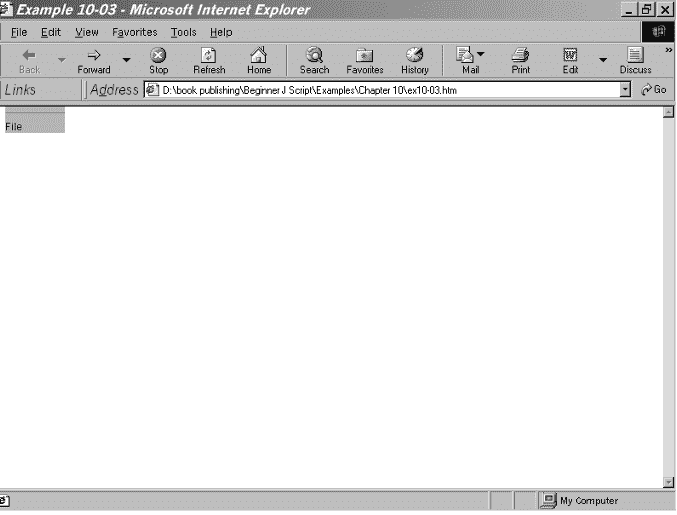 Example 10-03 - Microsoft Internet Explorer
File Edit View Favorites Tools Help
Back Forward Stop Refresh Home Search Favorites History Mail Print Edit Discuss »
Links Address D:\book publishing\Beginner J Script\Examples\Chapter 10\ex10-03.htm Go
File
My Computer